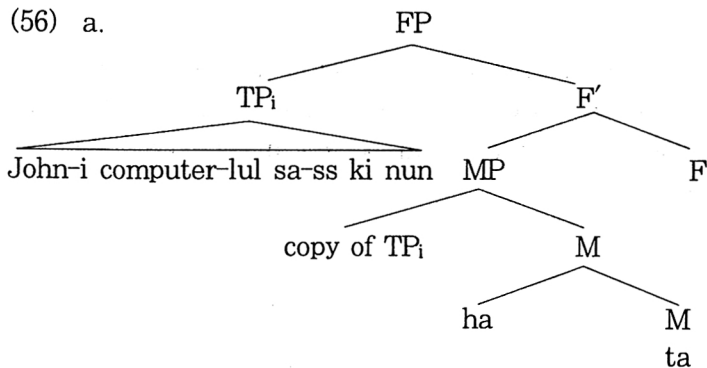 (56) a. FP
TPi F′
John-i computer-lul sa-ss ki nun MP F
copy of TPi M
ha M
ta